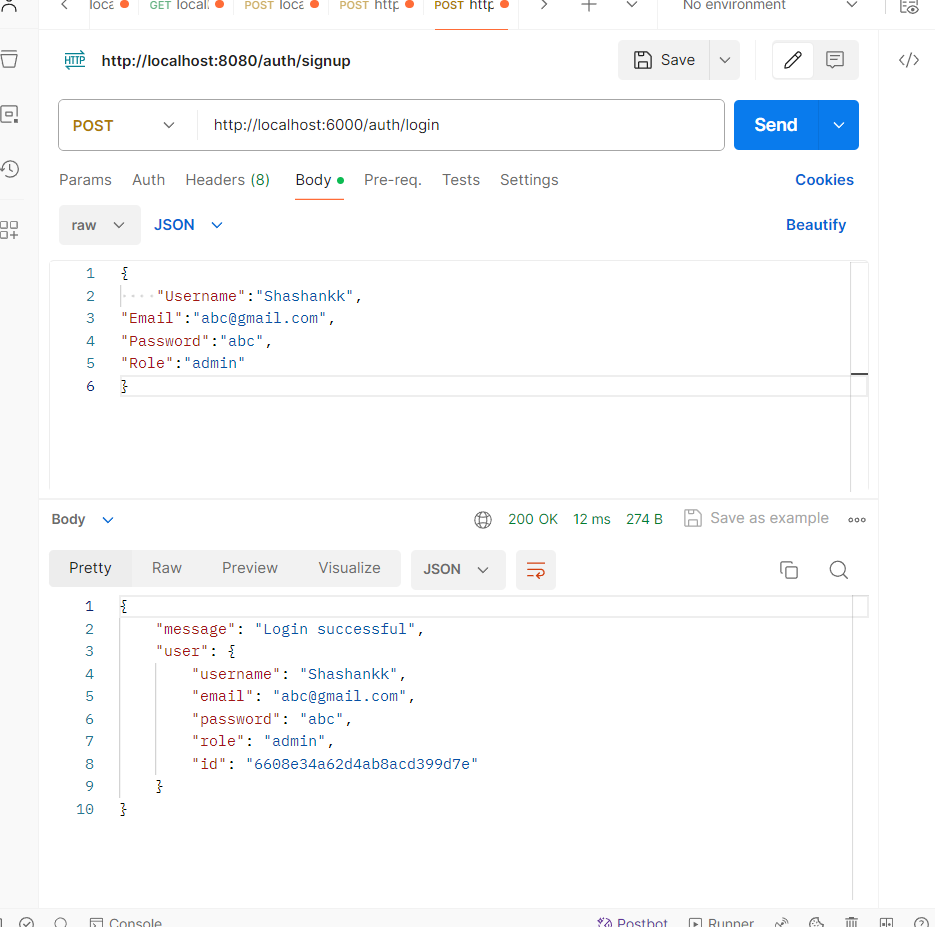 loca GET local: POST loca POST http POST http No environment
HTTP http://localhost:8080/auth/signup Save
POST http://localhost:6000/auth/login Send
Params Auth Headers (8) Body Pre-req. Tests Settings Cookies
raw JSON Beautify
1 {
2 ····"Username":"Shashankk",
3 "Email":"abc@gmail.com",
4 "Password":"abc",
5 "Role":"admin"
6 }
Body 200 OK 12 ms 274 B Save as example
Pretty Raw Preview Visualize JSON
1 {
2 "message": "Login successful",
3 "user": {
4 "username": "Shashankk",
5 "email": "abc@gmail.com",
6 "password": "abc",
7 "role": "admin",
8 "id": "6608e34a62d4ab8acd399d7e"
9 }
10 }
Console Postbot Runner